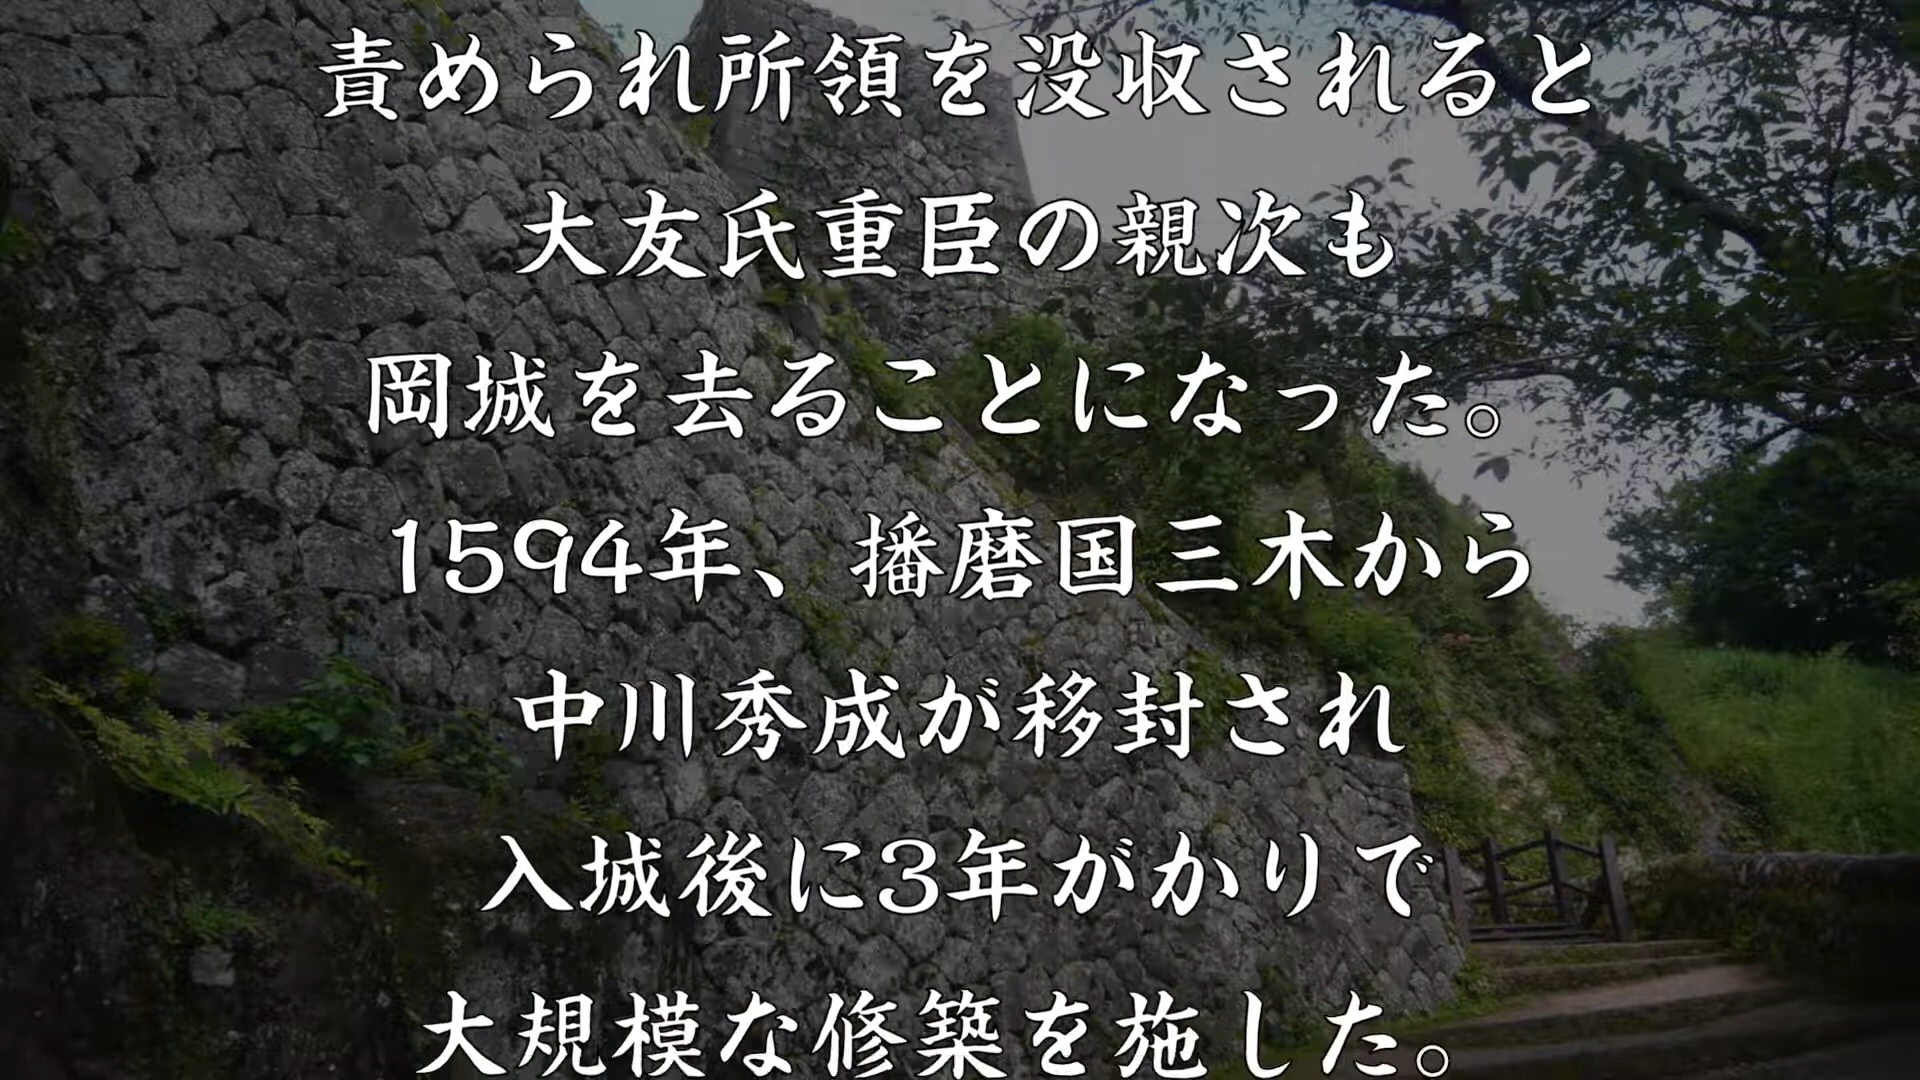 責められ所領を没収されると
大友氏重臣の親次も
岡城を去ることになった。
1594年、播磨国三木から
中川秀成が移封され
入城後に3年がかりで
大規模な修築を施した。